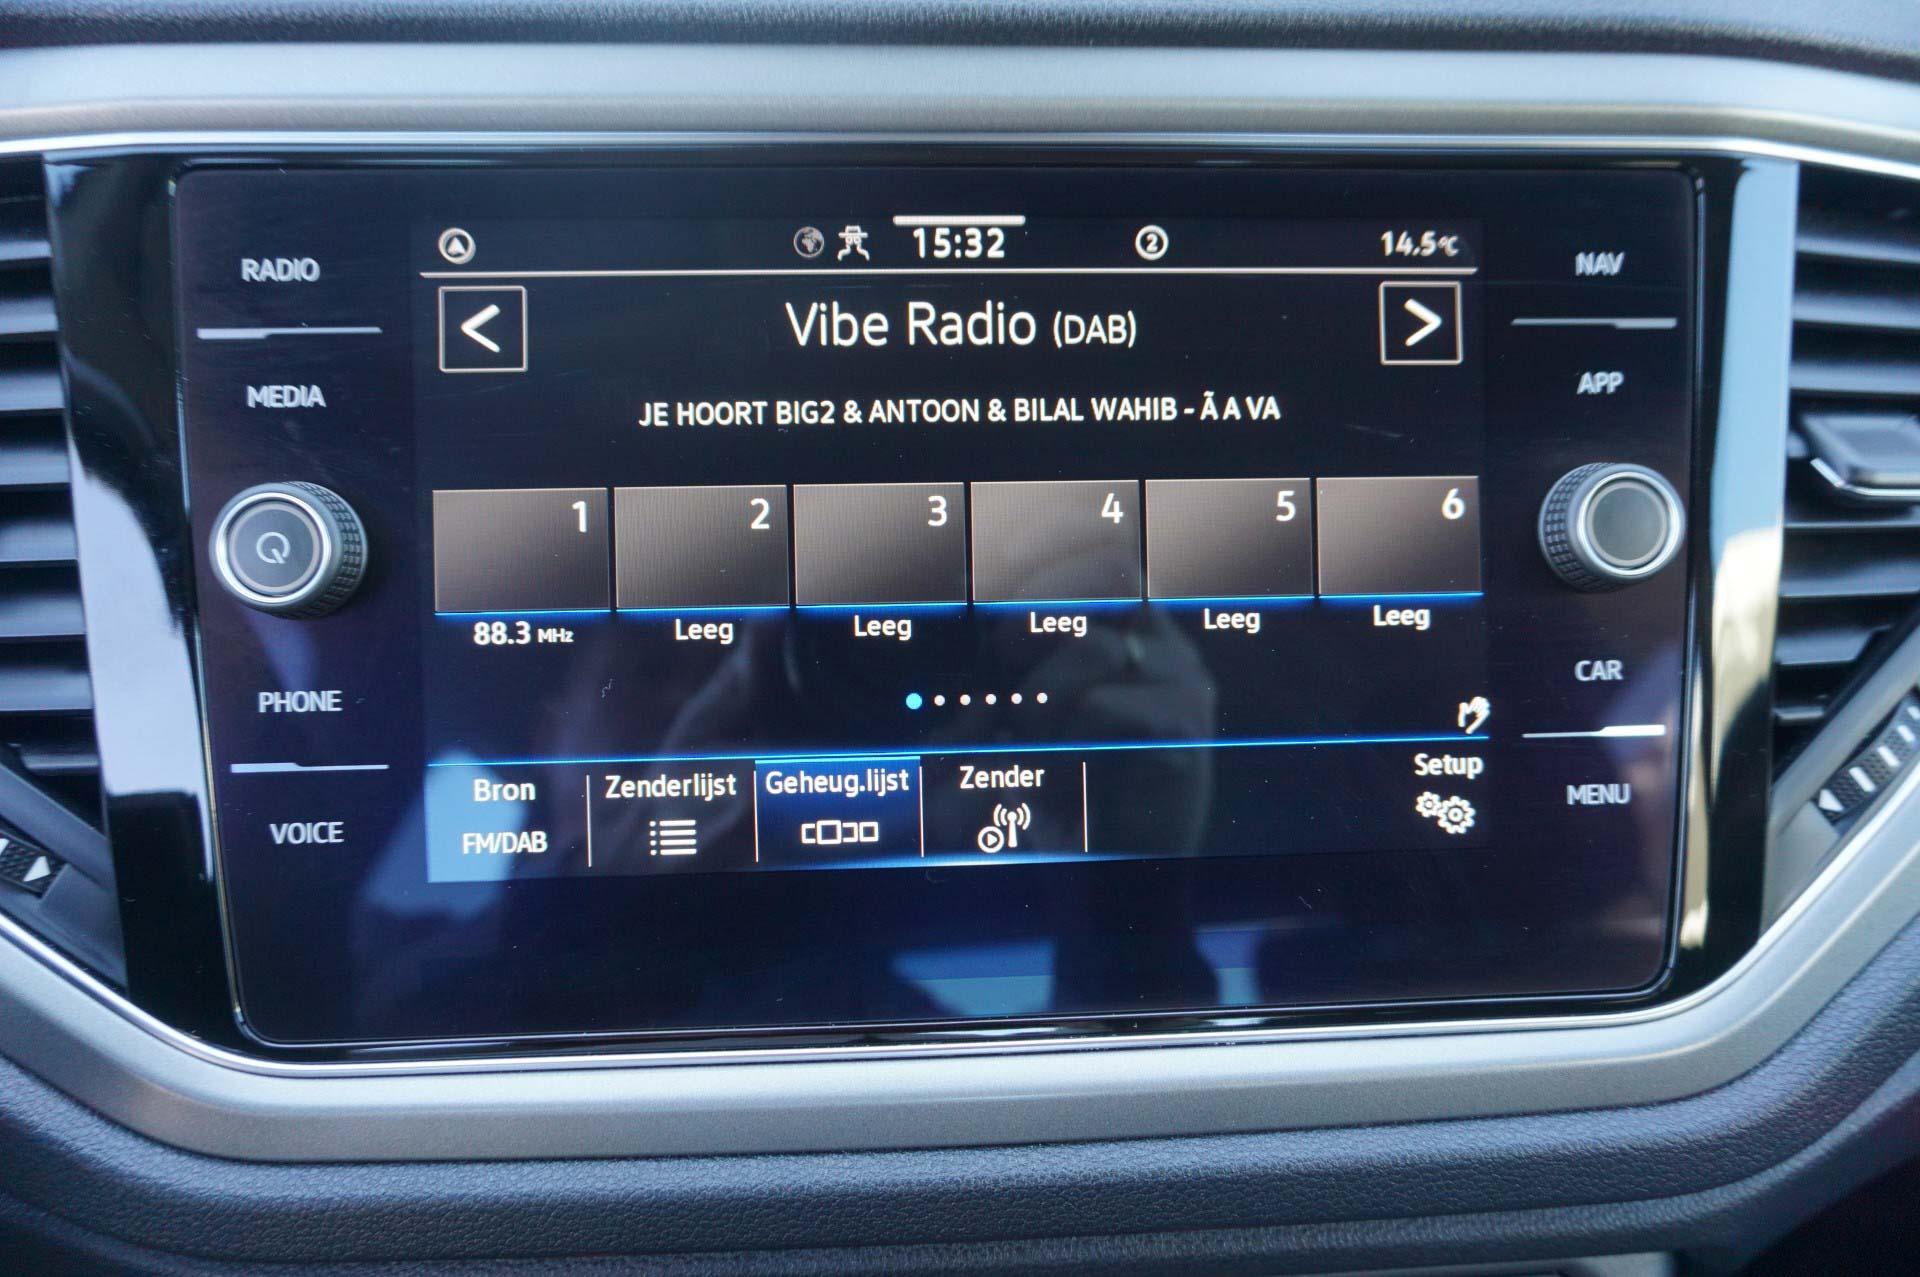 15:32
2
14.5°C
RADIO
NAV
<
Vibe Radio (DAB)
>
MEDIA
APP
JE HOORT BIG2 & ANTOON & BILAL WAHIB - Ã A VA
1
2
3
4
5
6
88.3 MHz
Leeg
Leeg
Leeg
Leeg
Leeg
PHONE
CAR
Bron
FM/DAB
Zenderlijst
Geheug.lijst
Zender
Setup
VOICE
MENU